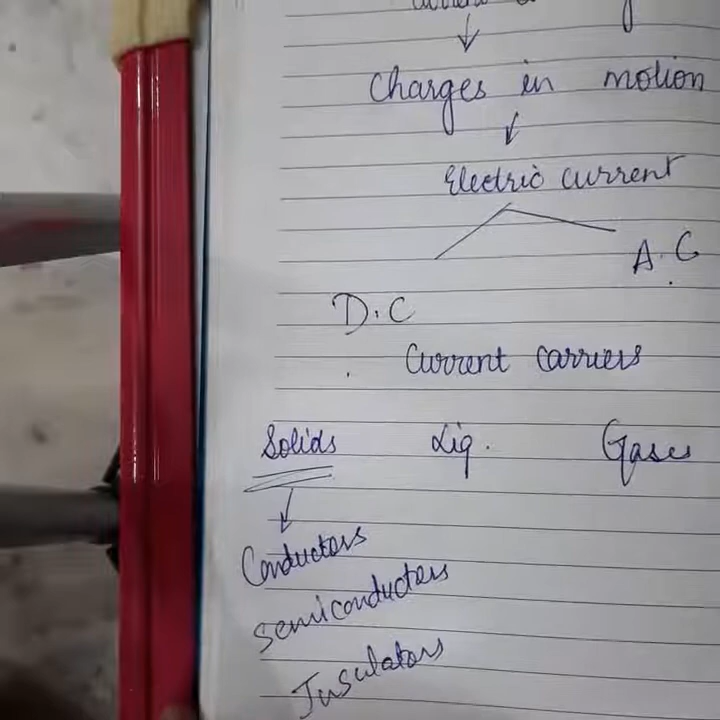 Charges in motion
Electric current
A.C
D.C
Current carriers
Solids Liq. Gases
Conductors
Semiconductors
Insulators